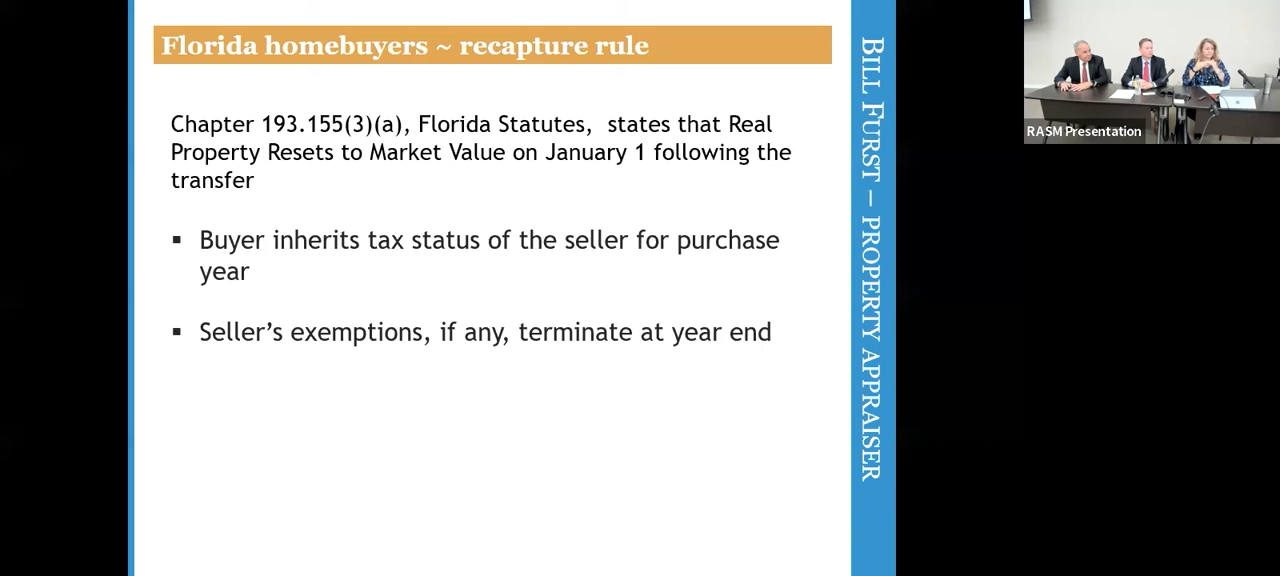 Florida homebuyers ~ recapture rule
Chapter 193.155(3)(a), Florida Statutes,  states that Real
Property Resets to Market Value on January 1 following the
transfer
▪ Buyer inherits tax status of the seller for purchase
year
▪ Seller’s exemptions, if any, terminate at year end
BILL FURST – PROPERTY APPRAISER
RASM Presentation